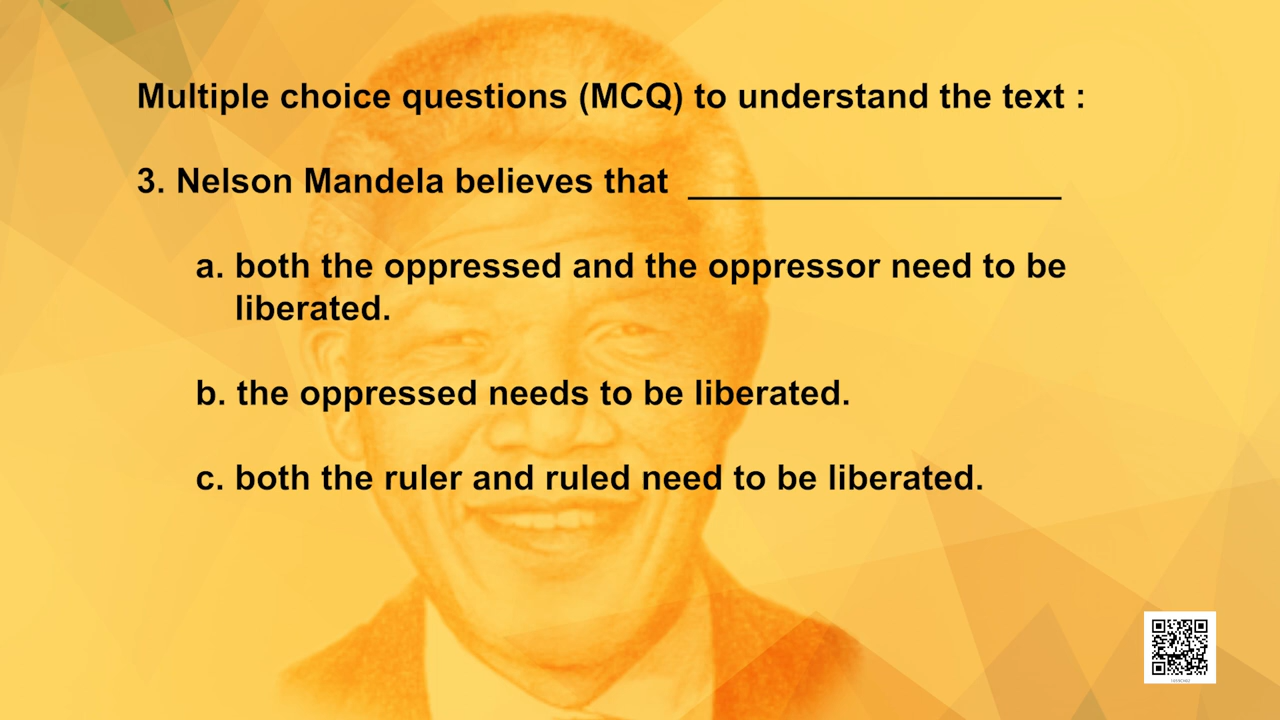 Multiple choice questions (MCQ) to understand the text :
3. Nelson Mandela believes that ____________________
a. both the oppressed and the oppressor need to be
liberated.
b. the oppressed needs to be liberated.
c. both the ruler and ruled need to be liberated.